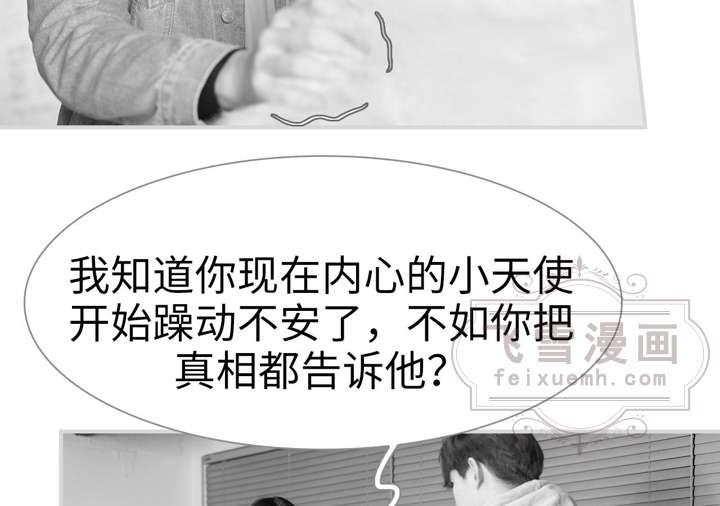 我知道你现在内心的小天使
开始躁动不安了，不如你把
真相都告诉他？
飞雪漫画
feixuemh.com